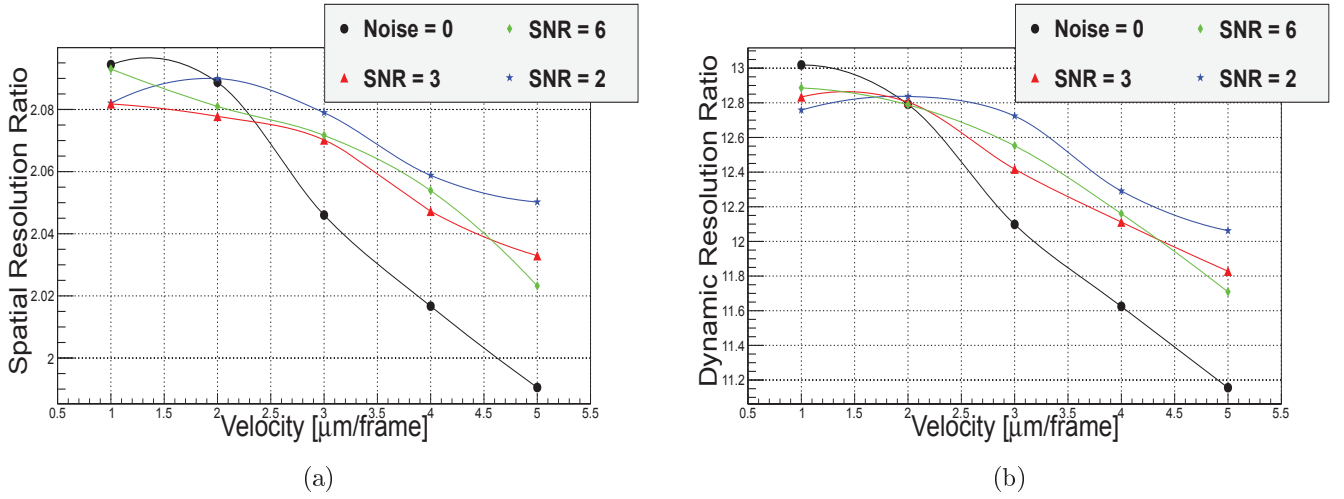 Noise = 0
SNR = 6
SNR = 3
SNR = 2
Spatial Resolution Ratio
2.08
2.06
2.04
2.02
2
0.5 1 1.5 2 2.5 3 3.5 4 4.5 5 5.5
Velocity [μm/frame]
(a)
Noise = 0
SNR = 6
SNR = 3
SNR = 2
Dynamic Resolution Ratio
13
12.8
12.6
12.4
12.2
12
11.8
11.6
11.4
11.2
0.5 1 1.5 2 2.5 3 3.5 4 4.5 5 5.5
Velocity [μm/frame]
(b)